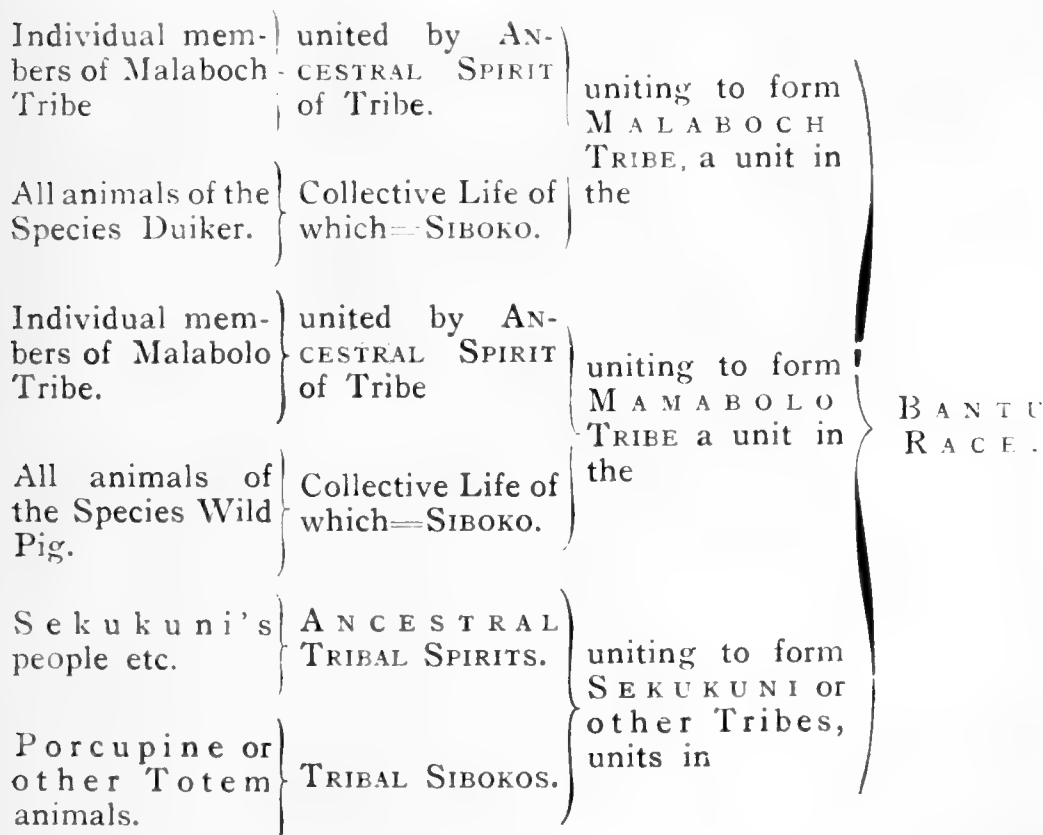 Individual mem-
bers of Malaboch
Tribe
united by AN-
CESTRAL SPIRIT
of Tribe.
All animals of the
Species Duiker.
Collective Life of
which=SIBOKO.
uniting to form
MALABOCH
TRIBE, a unit in
the
Individual mem-
bers of Malabolo
Tribe.
united by AN-
CESTRAL SPIRIT
of Tribe
All animals of
the Species Wild
Pig.
Collective Life of
which=SIBOKO.
uniting to form
MAMABOLO
TRIBE a unit in
the
Sekukuni's
people etc.
ANCESTRAL
TRIBAL SPIRITS.
Porcupine or
other Totem
animals.
TRIBAL SIBOKOS.
uniting to form
SEKUKUNI or
other Tribes,
units in
BANTU
RACE.